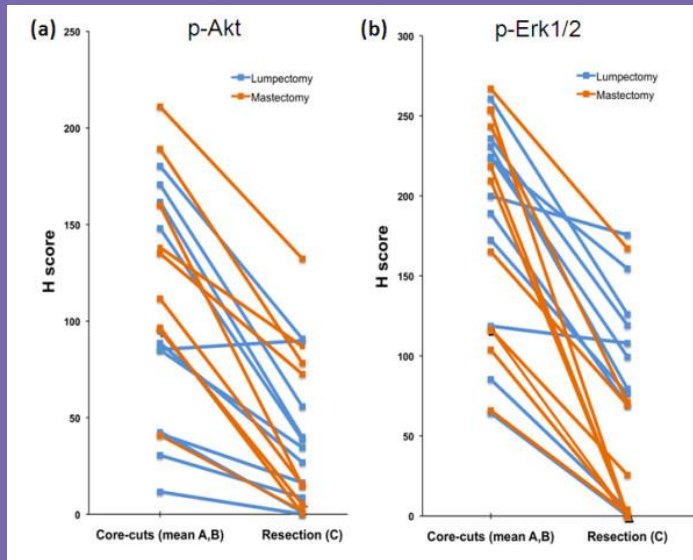 (a) p-Akt
250
200
150
100
50
0
H score
Lumpectomy
Mastectomy
Core-cuts (mean A,B) Resection (C)
(b) p-Erk1/2
300
250
200
150
100
50
0
H score
Lumpectomy
Mastectomy
Core-cuts (mean A,B) Resection (C)